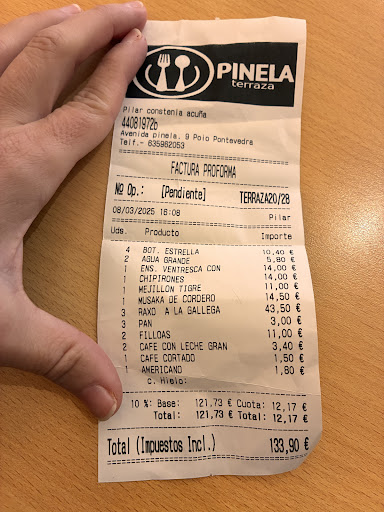 PINELA
terraza
Pilar constenla acuña
44081972b
Avenida pinela, 9 Poio Pontevedra
Telf.- 635982053
FACTURA PROFORMA
Nº Op.: [Pendiente] TERRAZA20/28
08/03/2025 16:08 Pilar
Uds. Producto Importe
4 BOT. ESTRELLA 10,40 €
2 AGUA GRANDE 5,80 €
1 ENS. VENTRESCA CON 14,00 €
1 CHIPIRONES 14,00 €
1 MEJILLON TIGRE 11,00 €
1 MUSAKA DE CORDERO 14,50 €
3 RAXO A LA GALLEGA 43,50 €
3 PAN 3,00 €
2 FILLOAS 11,00 €
2 CAFE CON LECHE GRAN 3,40 €
1 CAFE CORTADO 1,50 €
1 AMERICANO 1,80 €
c. Hielo:
10 %: Base: 121,73 € Cuota: 12,17 €
Total: 121,73 € Total: 12,17 €
Total (Impuestos Incl.) 133,90 €